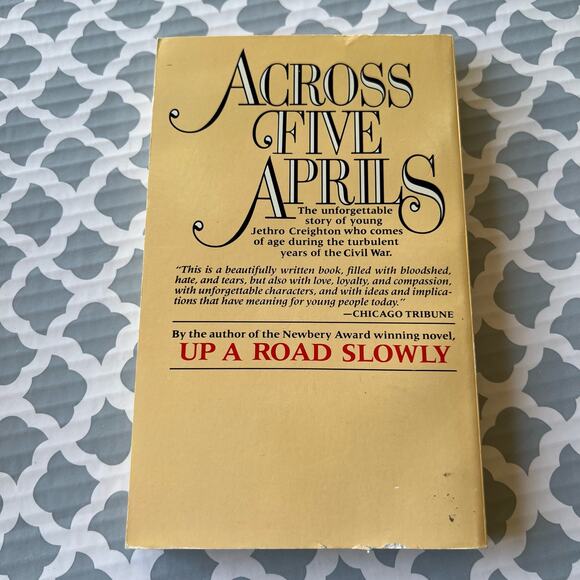 ACROSS
FIVE
APRILS
The unforgettable
story of young
Jethro Creighton who comes
of age during the turbulent
years of the Civil War.
“This is a beautifully written book, filled with bloodshed,
hate, and tears, but also with love, loyalty, and compassion,
with unforgettable characters, and with ideas and implica-
tions that have meaning for young people today.”
—CHICAGO TRIBUNE
By the author of the Newbery Award winning novel,
UP A ROAD SLOWLY